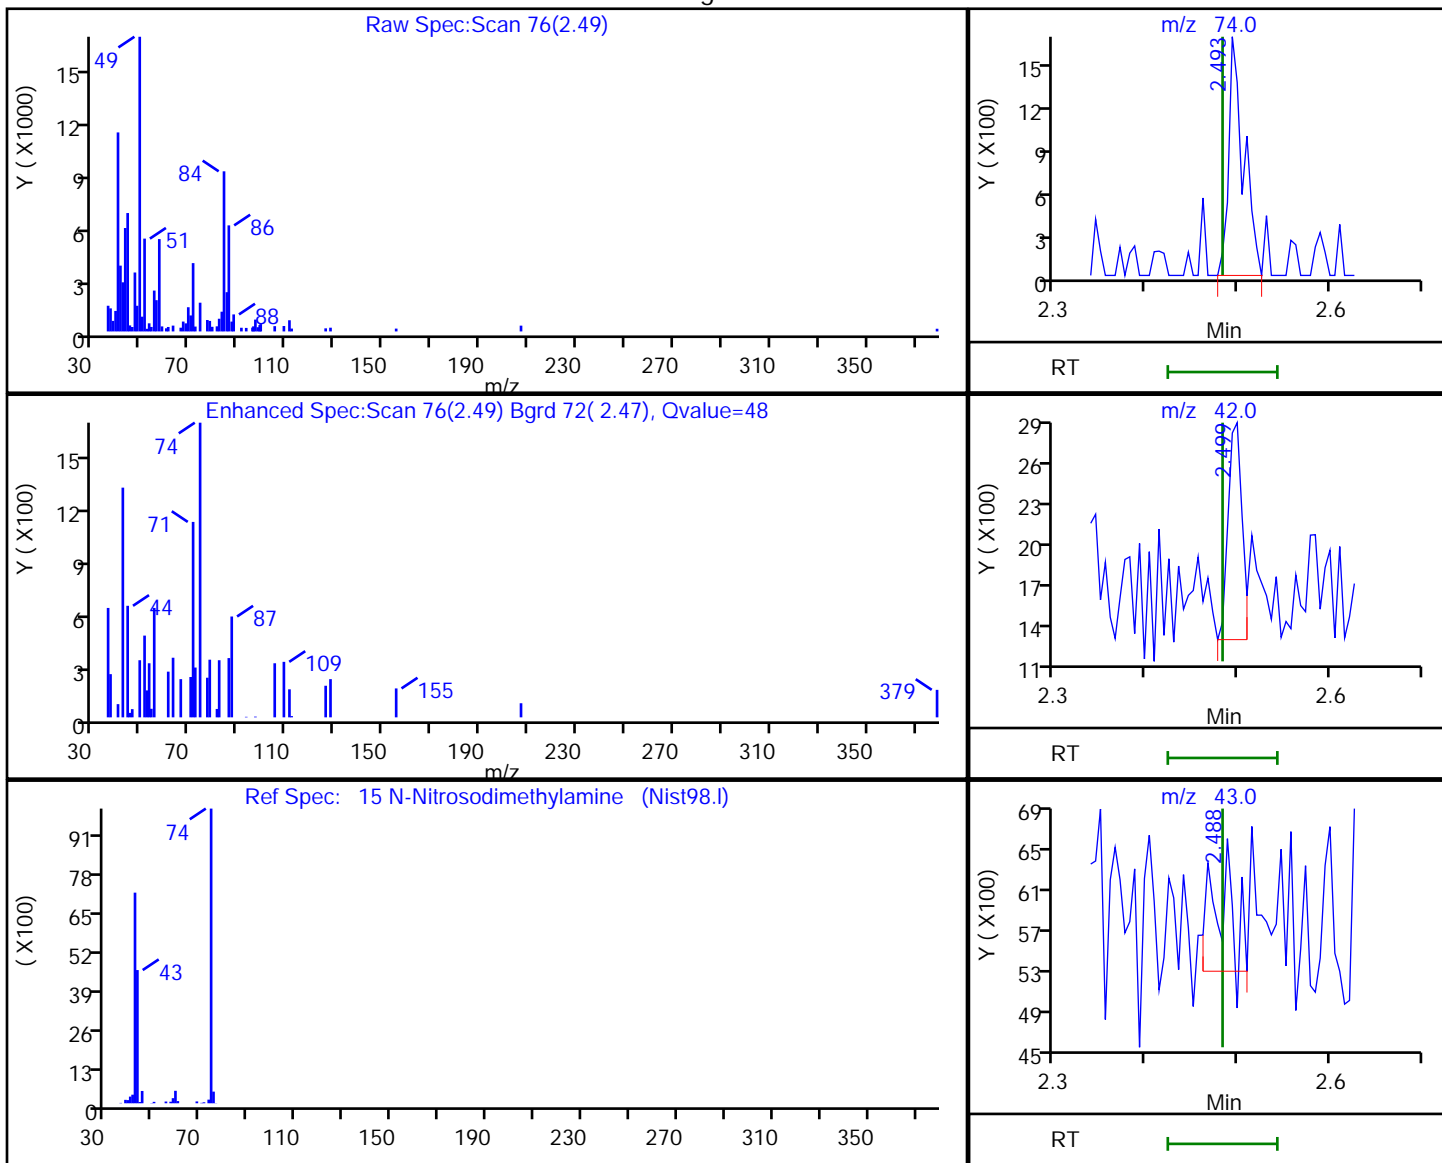 Raw Spec:Scan 76(2.49)
Y ( X1000)
15
12
9
6
3
0
49
84
86
51
88
30 70 110 150 190 230 270 310 350
m/z
m/z 74.0
Y ( X100)
15
12
9
6
3
0
2.493
2.3 2.6
Min
RT
Enhanced Spec:Scan 76(2.49) Bgrd 72( 2.47), Qvalue=48
Y ( X100)
15
12
9
6
3
0
74
71
44
87
109
155
379
30 70 110 150 190 230 270 310 350
m/z
m/z 42.0
Y ( X100)
29
26
23
20
17
14
11
2.499
2.3 2.6
Min
RT
Ref Spec: 15 N-Nitrosodimethylamine (Nist98.l)
( X100)
91
78
65
52
39
26
13
0
74
43
30 70 110 150 190 230 270 310 350
m/z 43.0
Y ( X100)
69
65
61
57
53
49
45
2.488
2.3 2.6
Min
RT